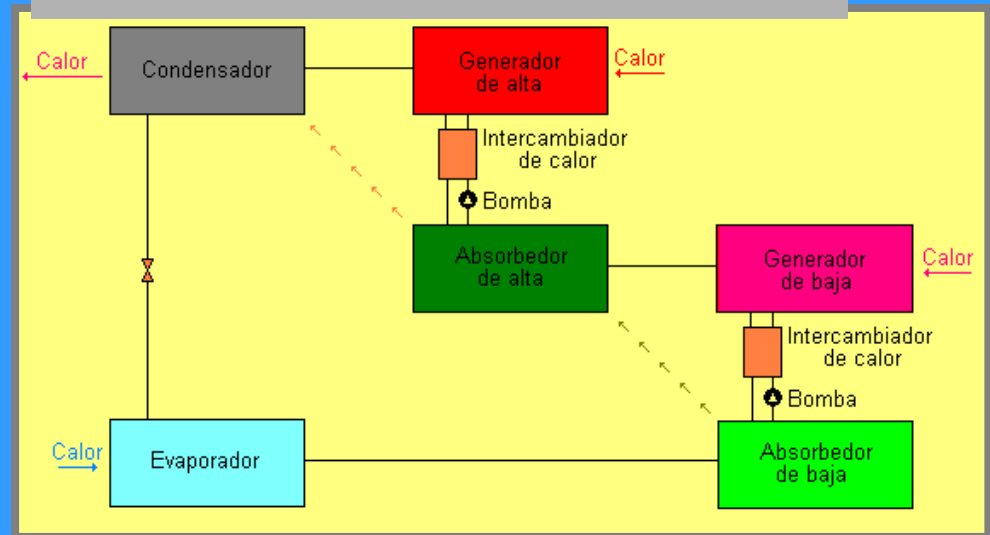 Calor
Condensador
Generador
de alta
Calor
Intercambiador
de calor
Bomba
Absorbedor
de alta
Generador
de baja
Calor
Intercambiador
de calor
Bomba
Calor
Evaporador
Absorbedor
de baja